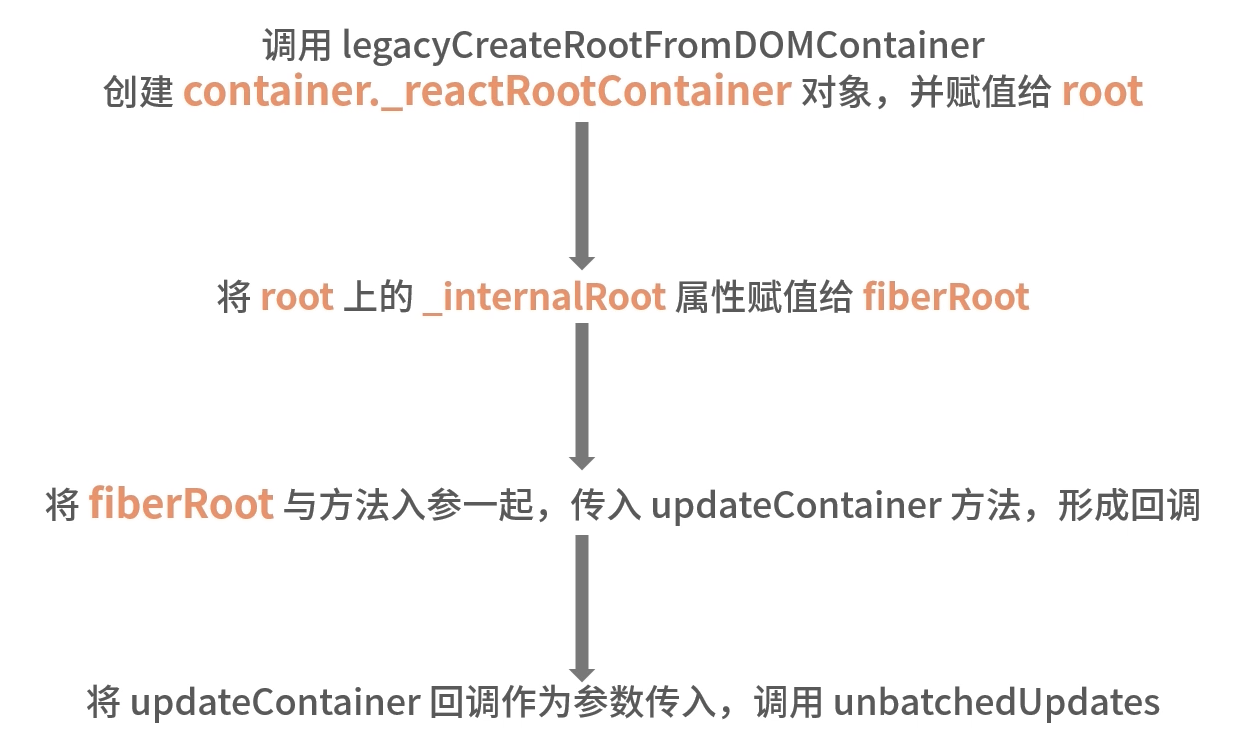 调用 legacyCreateRootFromDOMContainer
创建 container._reactRootContainer 对象，并赋值给 root
将 root 上的 _internalRoot 属性赋值给 fiberRoot
将 fiberRoot 与方法入参一起，传入 updateContainer 方法，形成回调
将 updateContainer 回调作为参数传入，调用 unbatchedUpdates